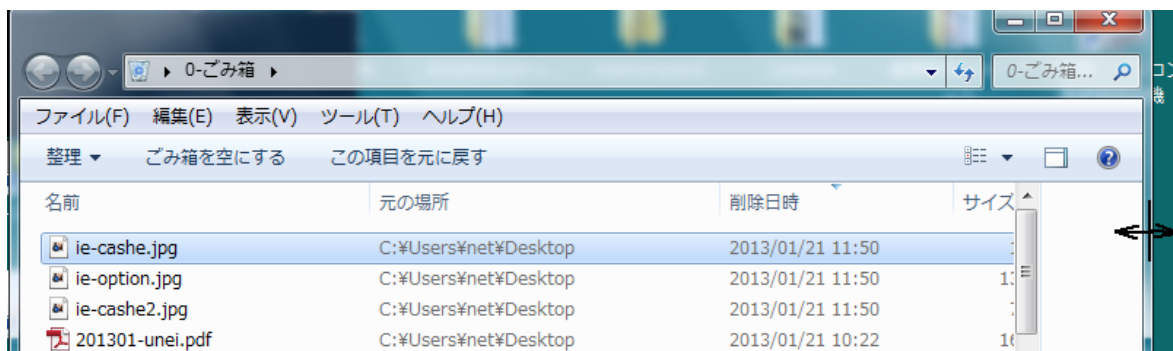 0-ごみ箱
0-ごみ箱...
コン
ファイル(F) 編集(E) 表示(V) ツール(T) ヘルプ(H)
機
整理 ごみ箱を空にする この項目を元に戻す
名前 元の場所 削除日時 サイズ
ie-cashe.jpg C:¥Users¥net¥Desktop 2013/01/21 11:50
ie-option.jpg C:¥Users¥net¥Desktop 2013/01/21 11:50
ie-cashe2.jpg C:¥Users¥net¥Desktop 2013/01/21 11:50
201301-unei.pdf C:¥Users¥net¥Desktop 2013/01/21 10:22